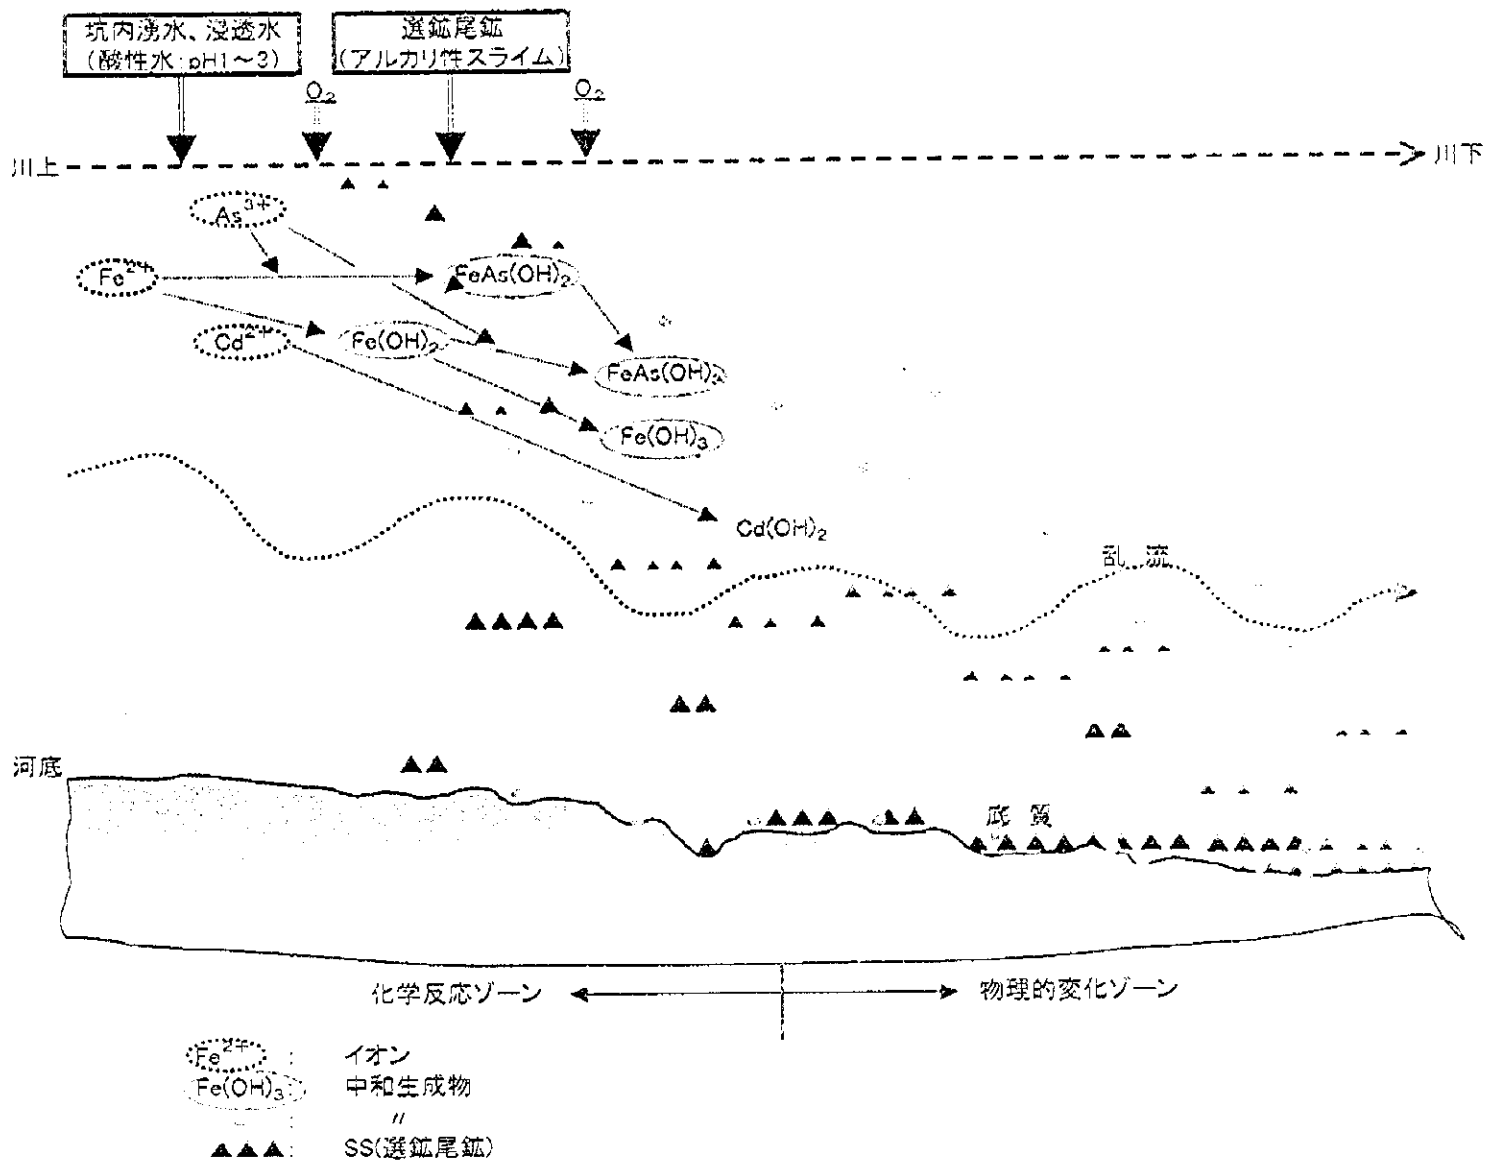 坑内湧水、浸透水
(酸性水:pH1～3)
選鉱尾鉱
(アルカリ性スライム)
O₂
O₂
川上
川下
As³⁺
Fe²⁺
FeAs(OH)₂
Cd²⁺
Fe(OH)₂
FeAs(OH)₃
Fe(OH)₃
Cd(OH)₂
乱流
河底
底質
化学反応ゾーン
物理的変化ゾーン
Fe²⁺ : イオン
Fe(OH)₃ : 中和生成物
: 〃
▲▲▲ : SS(選鉱尾鉱)